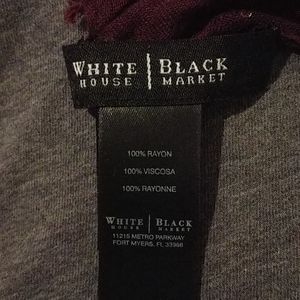 WHITE | BLACK
HOUSE | MARKET
100% RAYON
100% VISCOSA
100% RAYONNE
WHITE | BLACK
HOUSE | MARKET
11215 METRO PARKWAY
FORT MYERS, FL 33966